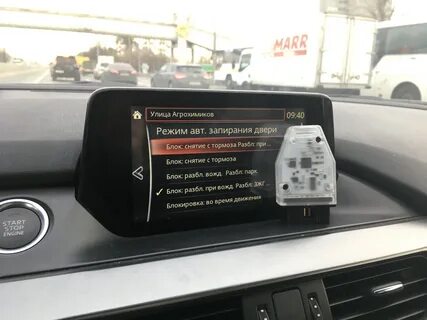 MARR
Улица Агрохимиков 09:40
Режим авт. запирания двери
Блок: снятие с тормоза Разбл: при...
Блок: снятие с тормоза
Блок: разбл. вожд. Разбл: парк.
Блок: разбл. при вожд. Разбл: ЗЖГ
Блокировка: во время движения
START
STOP
ENGINE